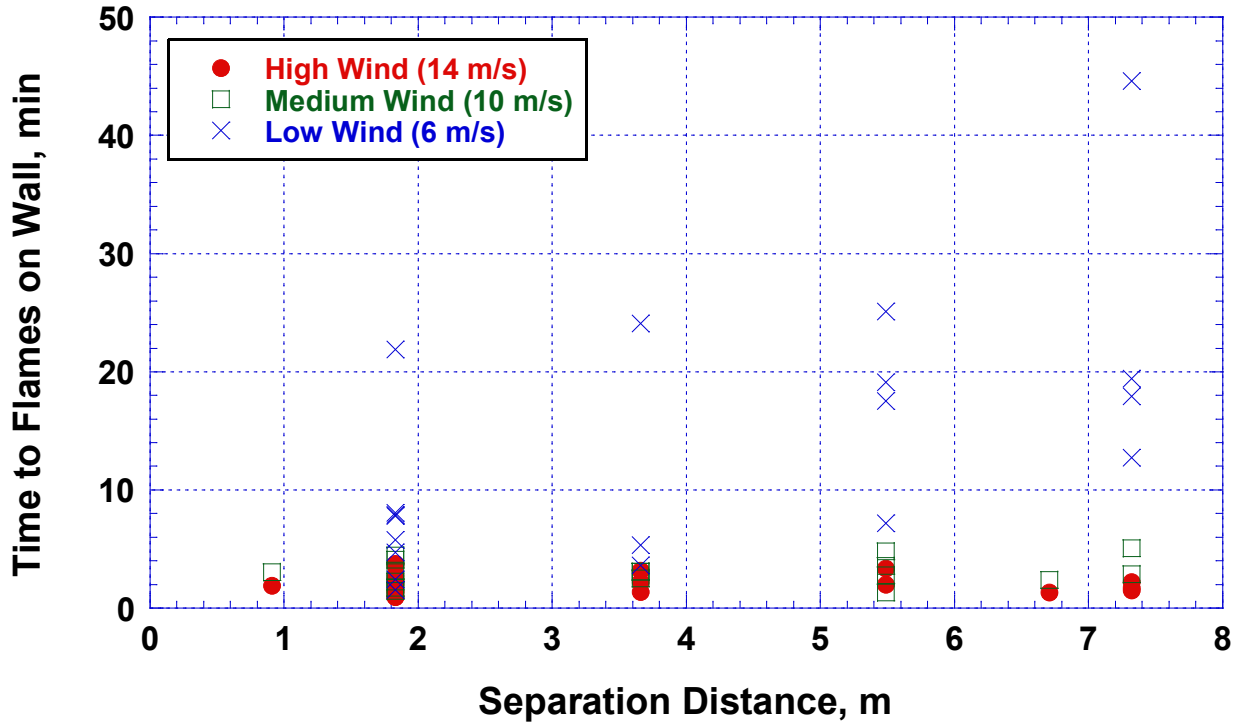 50
40
30
20
10
0
Time to Flames on Wall, min
High Wind (14 m/s)
Medium Wind (10 m/s)
Low Wind (6 m/s)
0 1 2 3 4 5 6 7 8
Separation Distance, m